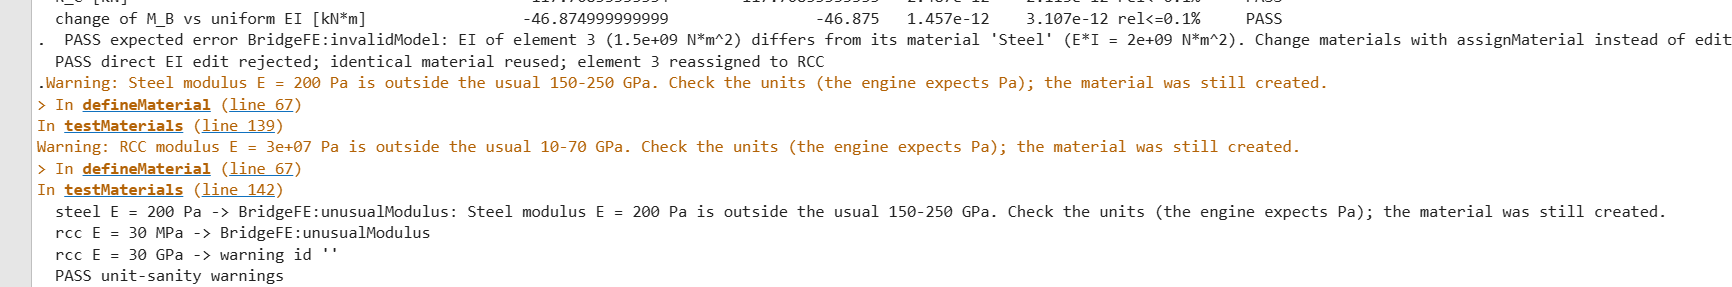 change of M_B vs uniform EI [kN*m] -46.874999999999 -46.875 1.457e-12 3.107e-12 rel<=0.1% PASS
. PASS expected error BridgeFE:invalidModel: EI of element 3 (1.5e+09 N*m^2) differs from its material 'Steel' (E*I = 2e+09 N*m^2). Change materials with assignMaterial instead of edit
PASS direct EI edit rejected; identical material reused; element 3 reassigned to RCC
.Warning: Steel modulus E = 200 Pa is outside the usual 150-250 GPa. Check the units (the engine expects Pa); the material was still created.
> In defineMaterial (line 67)
In testMaterials (line 139)
Warning: RCC modulus E = 3e+07 Pa is outside the usual 10-70 GPa. Check the units (the engine expects Pa); the material was still created.
> In defineMaterial (line 67)
In testMaterials (line 142)
steel E = 200 Pa -> BridgeFE:unusualModulus: Steel modulus E = 200 Pa is outside the usual 150-250 GPa. Check the units (the engine expects Pa); the material was still created.
rcc E = 30 MPa -> BridgeFE:unusualModulus
rcc E = 30 GPa -> warning id ''
PASS unit-sanity warnings